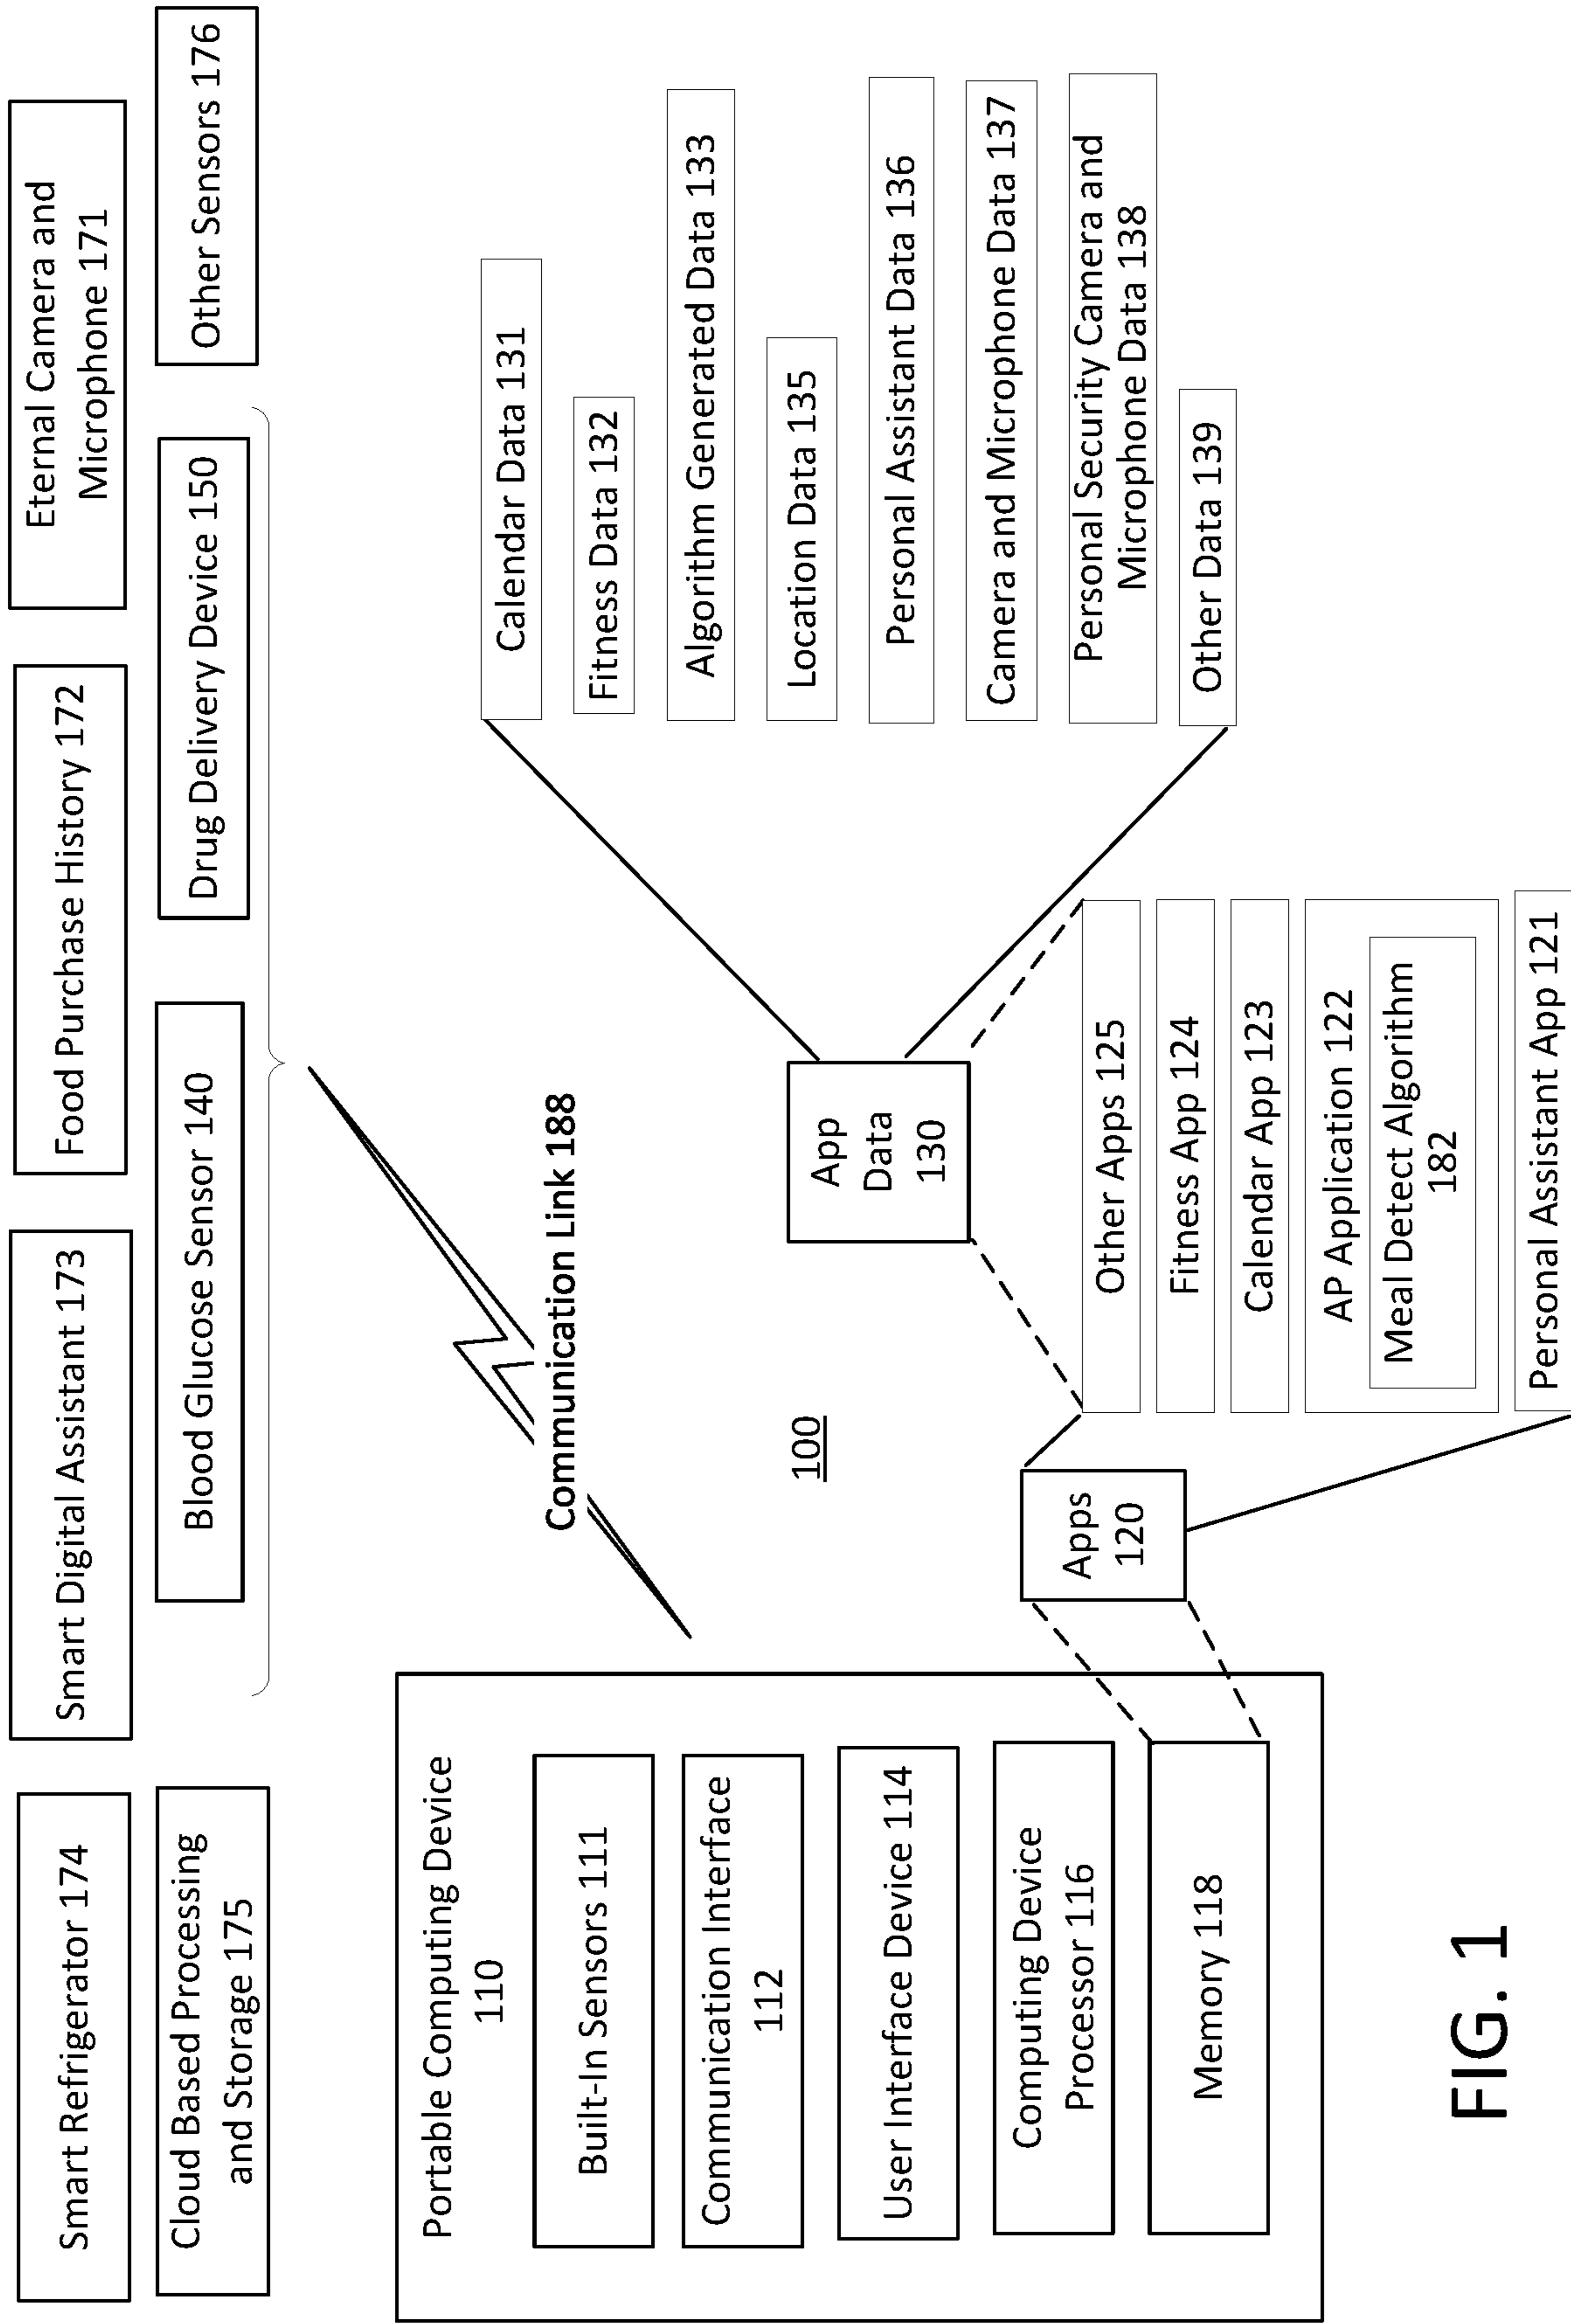 Smart Refrigerator 174
Smart Digital Assistant 173
Food Purchase History 172
Eternal Camera and
Microphone 171
Cloud Based Processing
and Storage 175
Blood Glucose Sensor 140
Drug Delivery Device 150
Other Sensors 176
Communication Link 188
Portable Computing Device
110
Built-In Sensors 111
Communication Interface
112
User Interface Device 114
Computing Device
Processor 116
Memory 118
100
Apps
120
App
Data
130
Calendar Data 131
Fitness Data 132
Algorithm Generated Data 133
Location Data 135
Personal Assistant Data 136
Camera and Microphone Data 137
Personal Security Camera and
Microphone Data 138
Other Data 139
Other Apps 125
Fitness App 124
Calendar App 123
AP Application 122
Meal Detect Algorithm
182
Personal Assistant App 121
FIG. 1